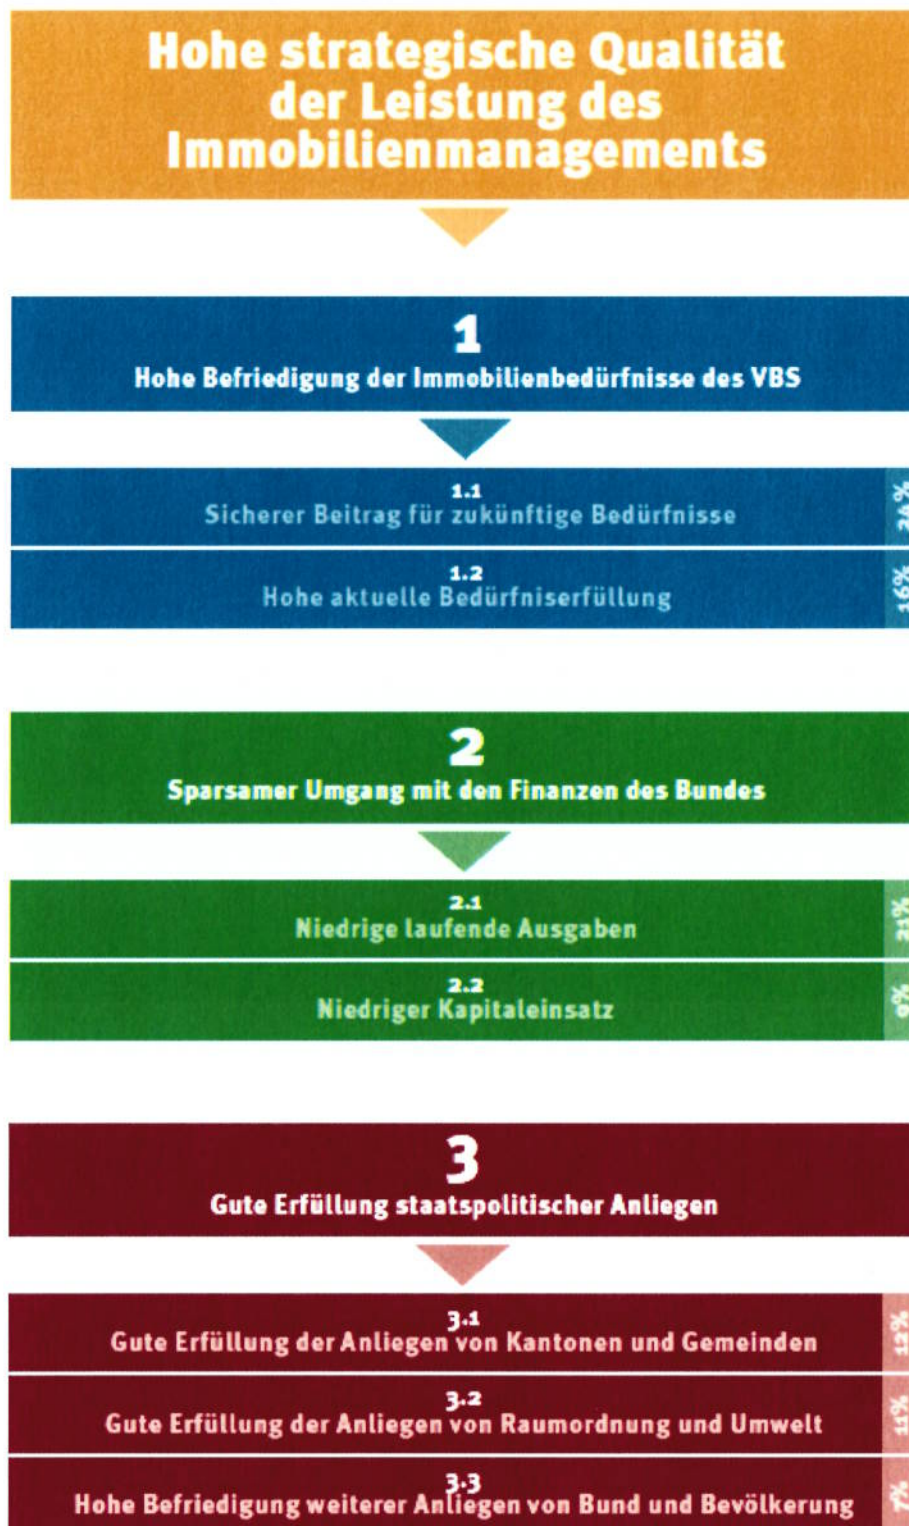 Hohe strategische Qualität
der Leistung des
Immobilienmanagements
1
Hohe Befriedigung der Immobilienbedürfnisse des VBS
1.1
Sicherer Beitrag für zukünftige Bedürfnisse
24%
1.2
Hohe aktuelle Bedürfniserfüllung
16%
2
Sparsamer Umgang mit den Finanzen des Bundes
2.1
Niedrige laufende Ausgaben
21%
2.2
Niedriger Kapitaleinsatz
9%
3
Gute Erfüllung staatspolitischer Anliegen
3.1
Gute Erfüllung der Anliegen von Kantonen und Gemeinden
12%
3.2
Gute Erfüllung der Anliegen von Raumordnung und Umwelt
11%
3.3
Hohe Befriedigung weiterer Anliegen von Bund und Bevölkerung
7%